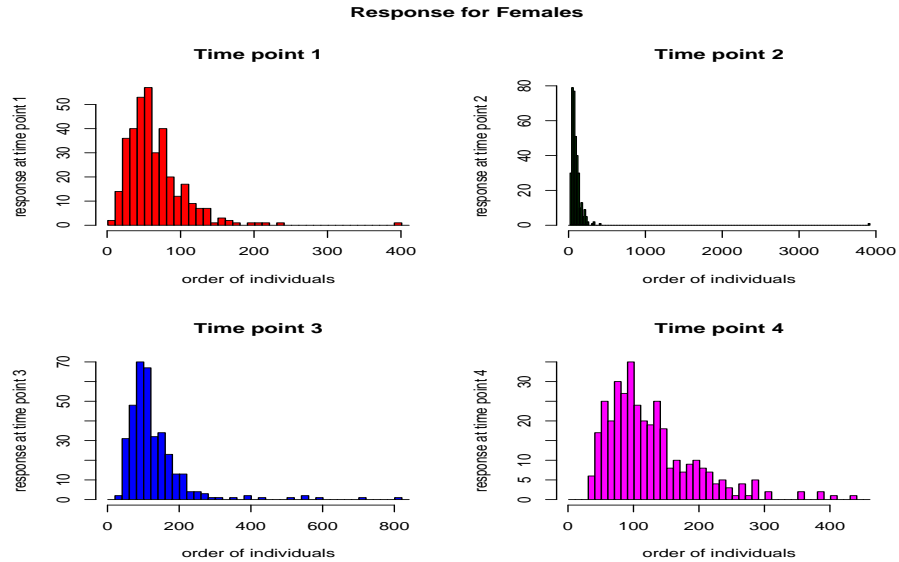 Response for Females
Time point 1
response at time point 1
0 10 20 30 40 50
0 100 200 300 400
order of individuals
Time point 2
response at time point 2
0 20 40 60 80
0 1000 2000 3000 4000
order of individuals
Time point 3
response at time point 3
0 10 30 50 70
0 200 400 600 800
order of individuals
Time point 4
response at time point 4
0 5 10 20 30
0 100 200 300 400
order of individuals